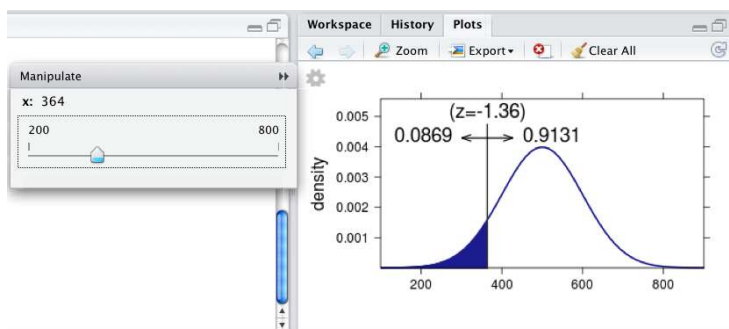 Workspace History Plots
Zoom Export Clear All
Manipulate
x: 364
200 800
(z=-1.36)
0.0869 0.9131
density
0.005
0.004
0.003
0.002
0.001
200 400 600 800